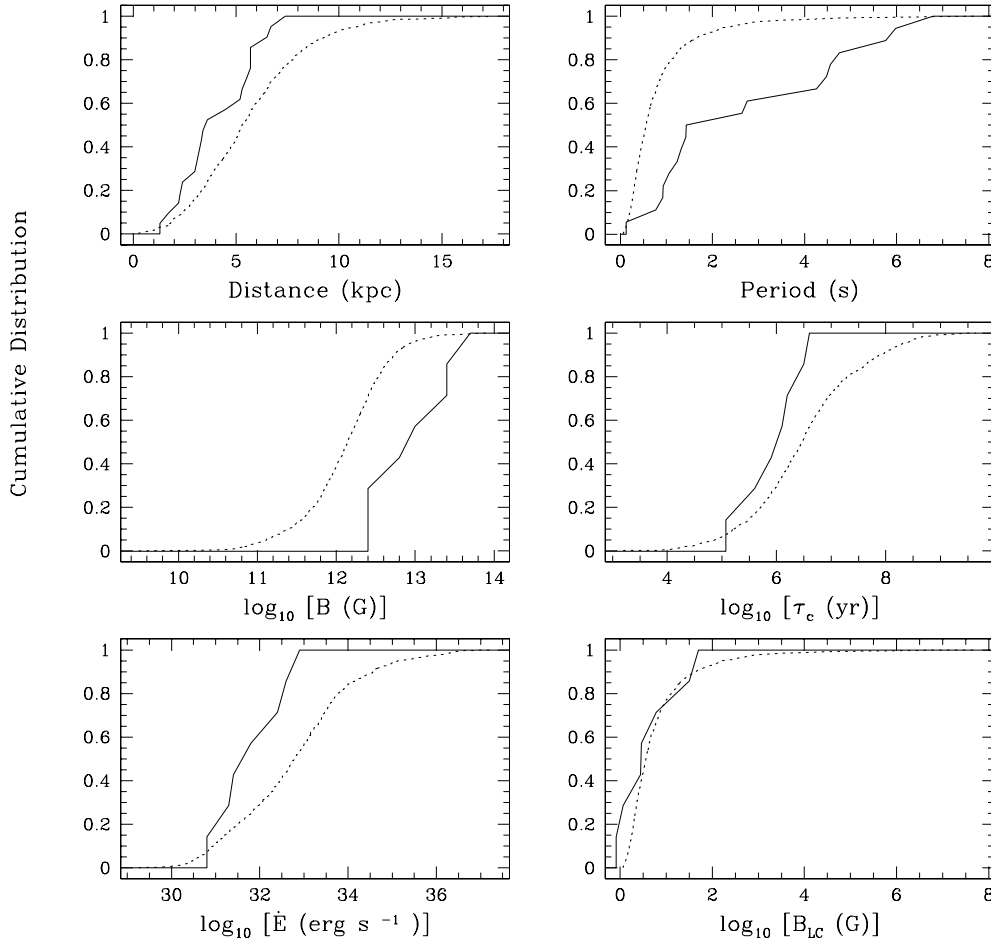 Cumulative Distribution
1
0.8
0.6
0.4
0.2
0
0 5 10 15
Distance (kpc)
1
0.8
0.6
0.4
0.2
0
0 2 4 6 8
Period (s)
1
0.8
0.6
0.4
0.2
0
10 11 12 13 14
log₁₀ [B (G)]
1
0.8
0.6
0.4
0.2
0
4 6 8
log₁₀ [τ_c (yr)]
1
0.8
0.6
0.4
0.2
0
30 32 34 36
log₁₀ [Ė (erg s ⁻¹ )]
1
0.8
0.6
0.4
0.2
0
0 2 4 6 8
log₁₀ [B_LC (G)]